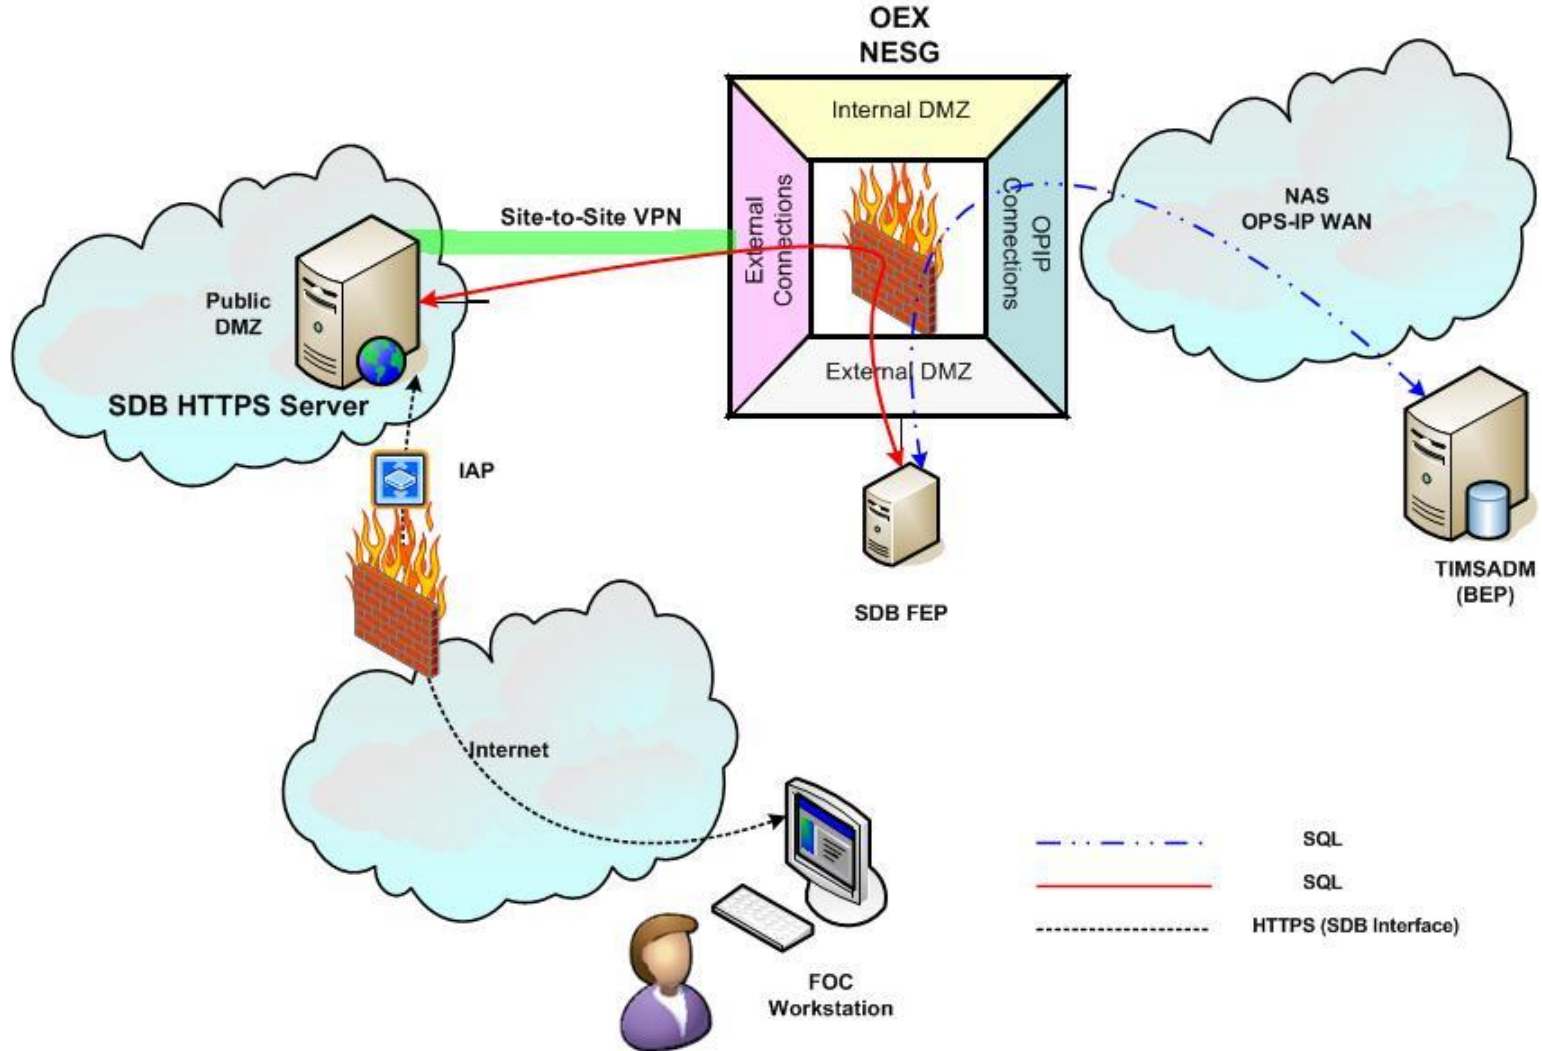 OEX
NESG
Internal DMZ
External
Connections
OPIP
Connections
External DMZ
Site-to-Site VPN
NAS
OPS-IP WAN
Public
DMZ
SDB HTTPS Server
IAP
SDB FEP
TIMSADM
(BEP)
Internet
FOC
Workstation
SQL
SQL
HTTPS (SDB Interface)